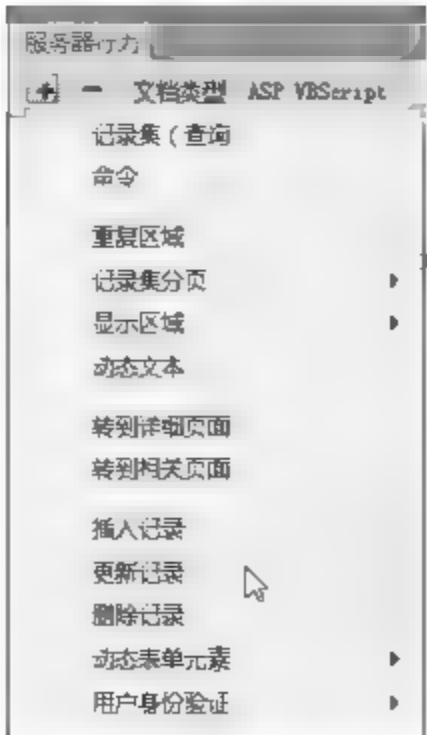 服务器行为
文档类型 ASP VBScript
记录集(查询
命令
重复区域
记录集分页
显示区域
动态文本
转到详细页面
转到相关页面
插入记录
更新记录
删除记录
动态表单元素
用户身份验证